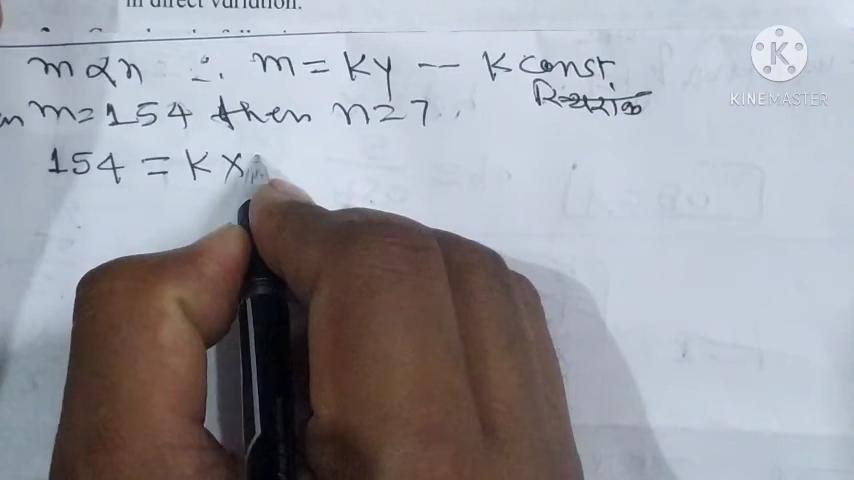 in direct variation.
m ∝ n ∴ m = Ky — K const.
स्थिरांक
m = 154 then n = 7.
154 = K ×
K
KINEMASTER